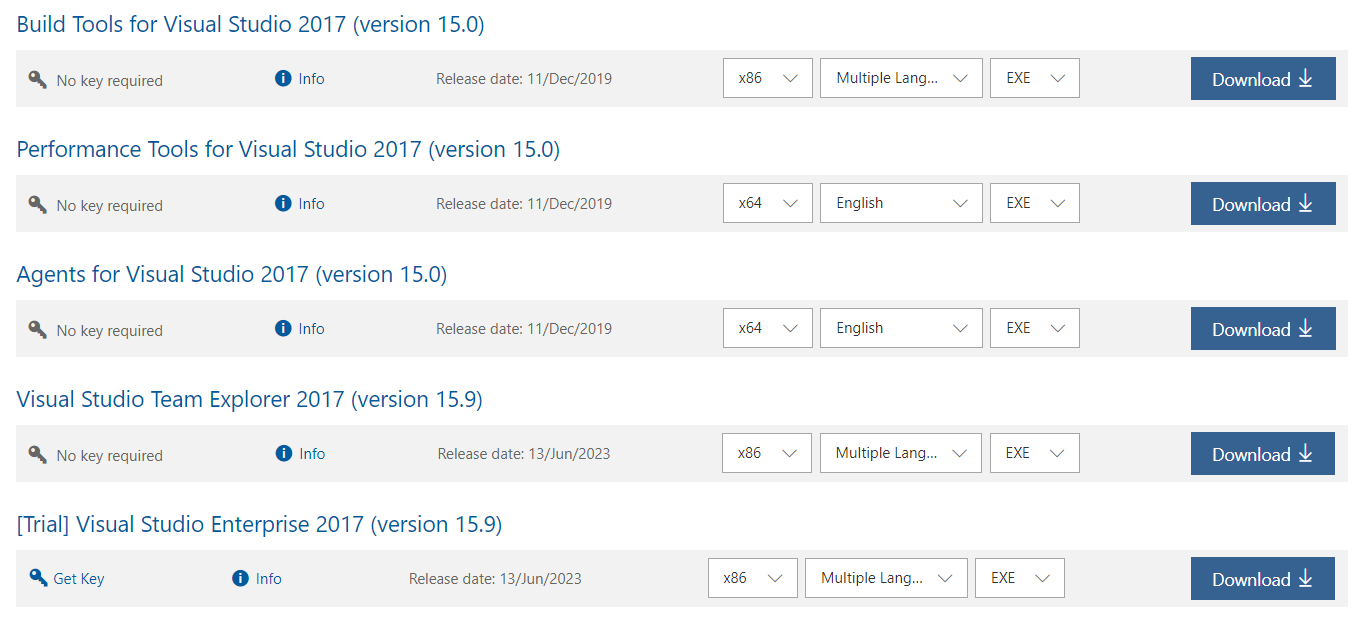 Build Tools for Visual Studio 2017 (version 15.0)
No key required Info Release date: 11/Dec/2019 x86 Multiple Lang... EXE Download
Performance Tools for Visual Studio 2017 (version 15.0)
No key required Info Release date: 11/Dec/2019 x64 English EXE Download
Agents for Visual Studio 2017 (version 15.0)
No key required Info Release date: 11/Dec/2019 x64 English EXE Download
Visual Studio Team Explorer 2017 (version 15.9)
No key required Info Release date: 13/Jun/2023 x86 Multiple Lang... EXE Download
[Trial] Visual Studio Enterprise 2017 (version 15.9)
Get Key Info Release date: 13/Jun/2023 x86 Multiple Lang... EXE Download